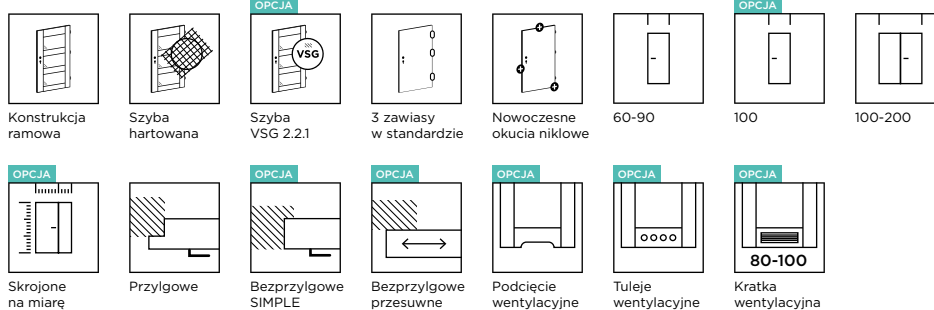 OPCJA
OPCJA
VSG
Konstrukcja
ramowa
Szyba
hartowana
Szyba
VSG 2.2.1
3 zawiasy
w standardzie
Nowoczesne
okucia niklowe
60-90
100
100-200
OPCJA
OPCJA
OPCJA
OPCJA
OPCJA
OPCJA
80-100
Skrojone
na miarę
Przylgowe
Bezprzylgowe
SIMPLE
Bezprzylgowe
przesuwne
Podcięcie
wentylacyjne
Tuleje
wentylacyjne
Kratka
wentylacyjna